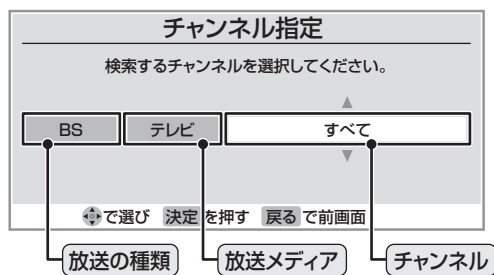 チャンネル指定
検索するチャンネルを選択してください。
BS テレビ すべて
で選び 決定 を押す 戻る で前画面
放送の種類 放送メディア チャンネル